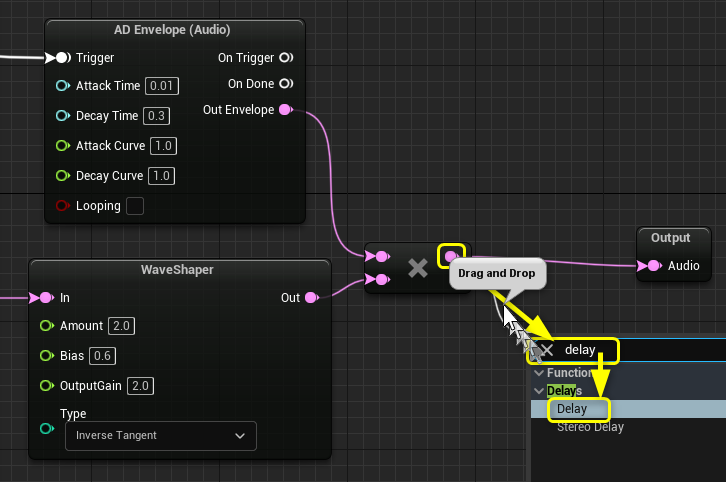 AD Envelope (Audio)
Trigger
On Trigger
Attack Time 0.01
On Done
Decay Time 0.3
Out Envelope
Attack Curve 1.0
Decay Curve 1.0
Looping
WaveShaper
In
Out
Amount 2.0
Bias 0.6
OutputGain 2.0
Type
Inverse Tangent
Drag and Drop
Output
Audio
delay
Function
Delays
Delay
Stereo Delay